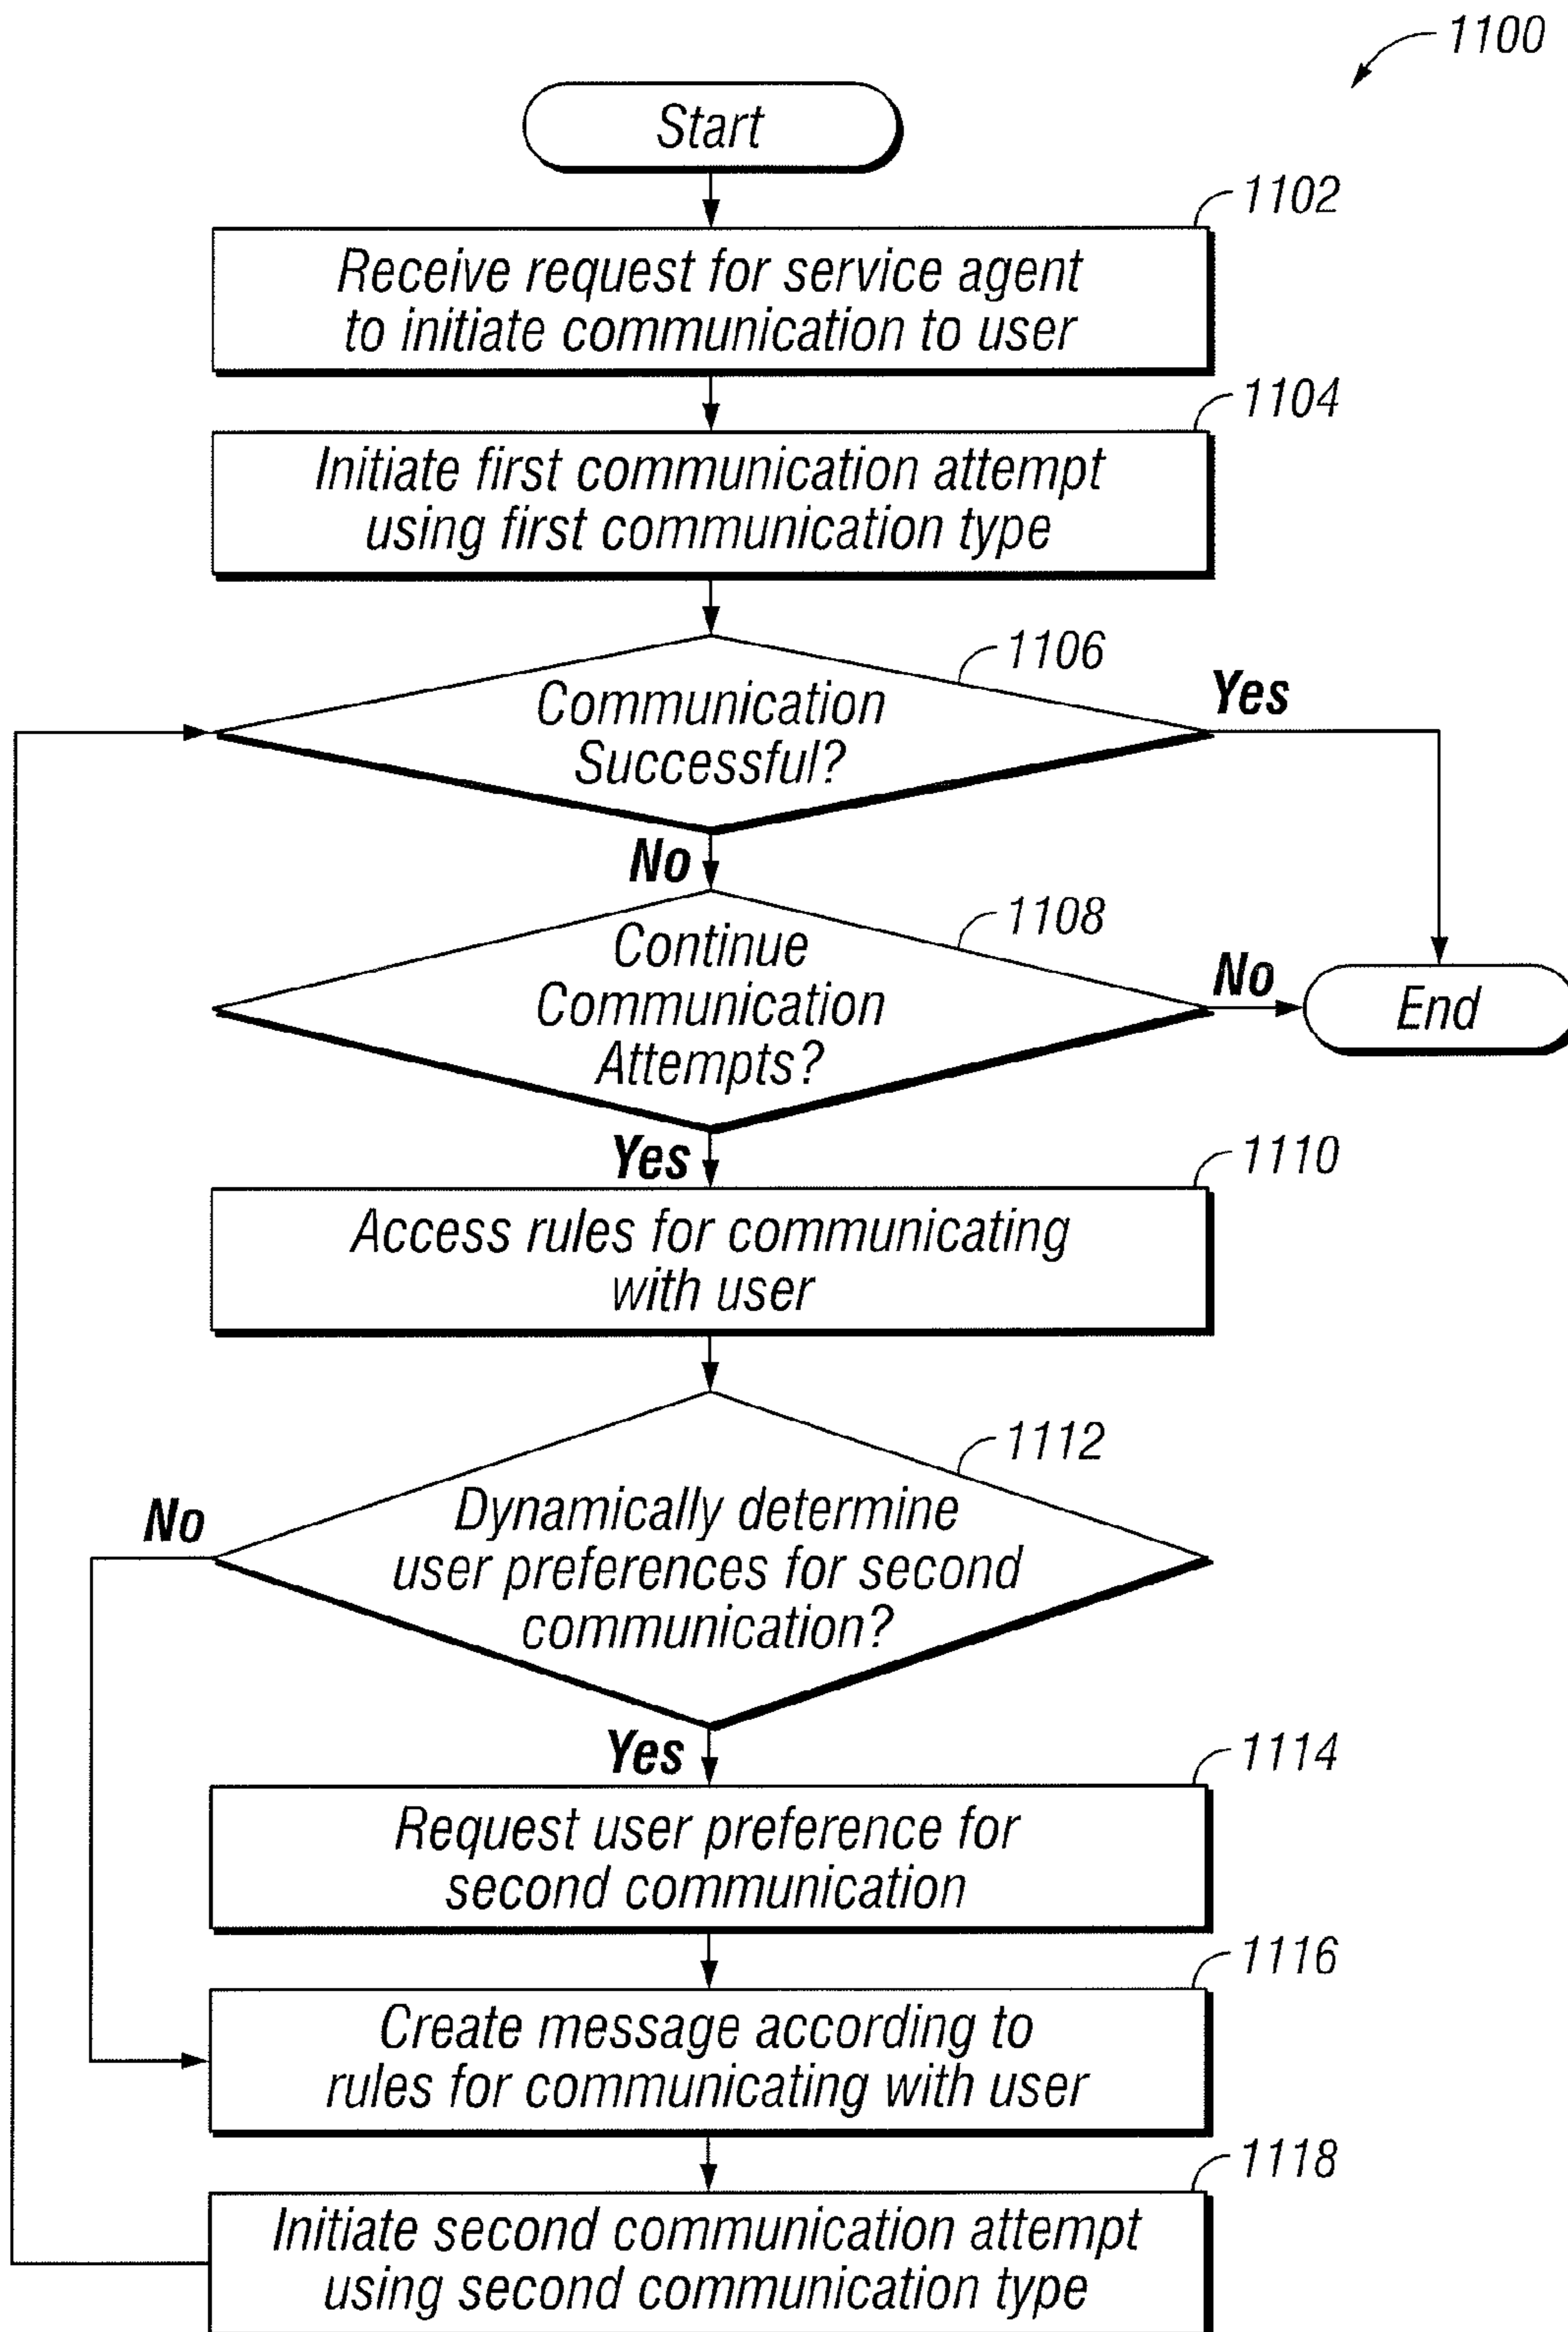 1100
Start
1102
Receive request for service agent
to initiate communication to user
1104
Initiate first communication attempt
using first communication type
1106
Communication
Successful?
Yes
No
1108
Continue
Communication
Attempts?
No
End
Yes
1110
Access rules for communicating
with user
1112
Dynamically determine
user preferences for second
communication?
No
Yes
1114
Request user preference for
second communication
1116
Create message according to
rules for communicating with user
1118
Initiate second communication attempt
using second communication type